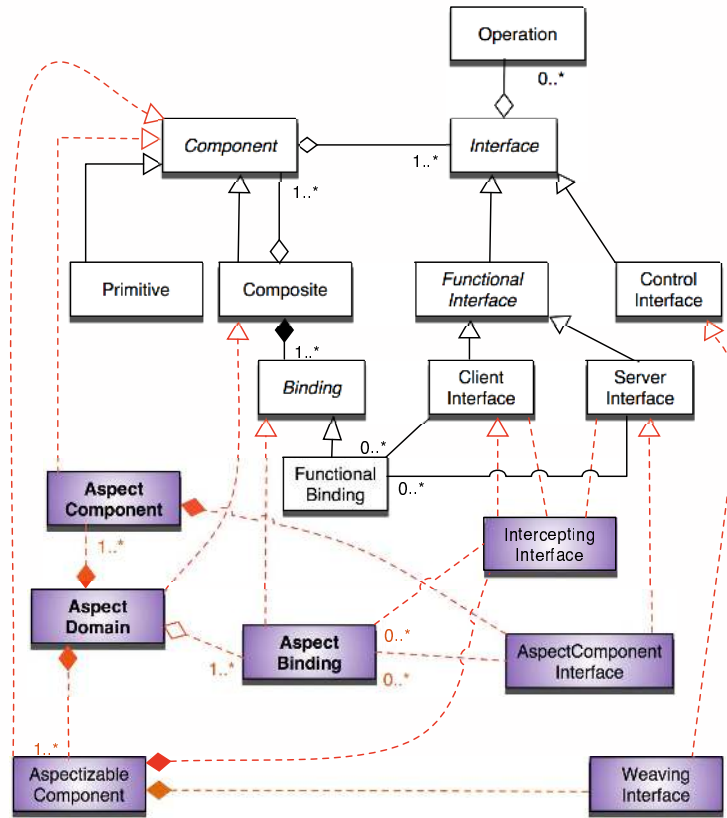 Operation
0..*
Component
Interface
1..*
1..*
Primitive
Composite
Functional
Interface
Control
Interface
1..*
Binding
Client
Interface
Server
Interface
0..*
Functional
Binding
0..*
Aspect
Component
Intercepting
Interface
1..*
Aspect
Domain
0..*
Aspect
Binding
1..*
0..*
AspectComponent
Interface
1..*
Aspectizable
Component
Weaving
Interface